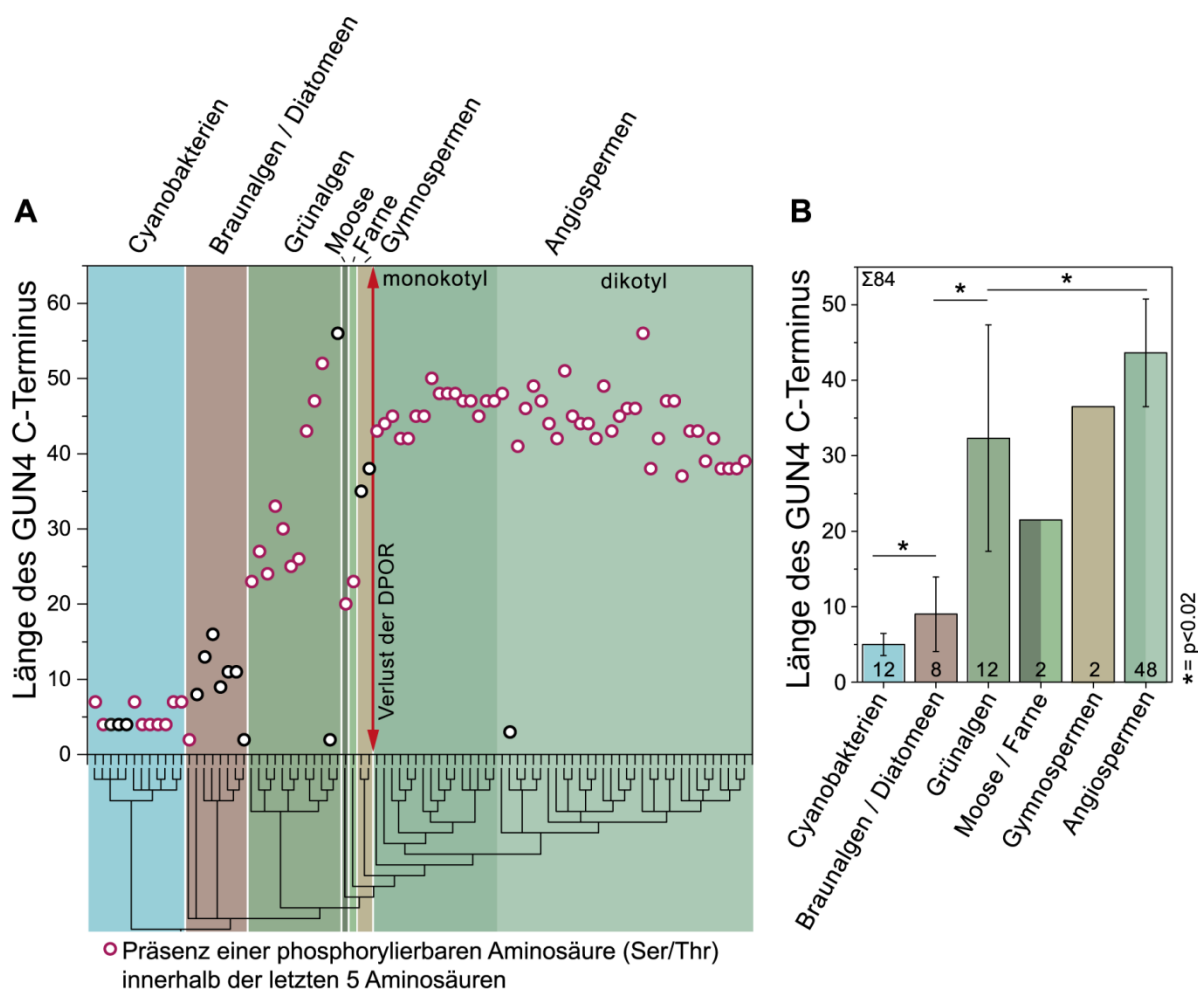 A
Cyanobakterien
Braunalgen / Diatomeen
Grünalgen
Moose
Farne
Gymnospermen
Angiospermen
monokotyl
dikotyl
Länge des GUN4 C-Terminus
60
50
40
30
20
10
0
Verlust der DPOR
Präsenz einer phosphorylierbaren Aminosäure (Ser/Thr)
innerhalb der letzten 5 Aminosäuren
B
Σ84
*
*
*
Länge des GUN4 C-Terminus
50
40
30
20
10
0
12
8
12
2
2
48
* = p<0.02
Cyanobakterien
Braunalgen / Diatomeen
Grünalgen
Moose / Farne
Gymnospermen
Angiospermen